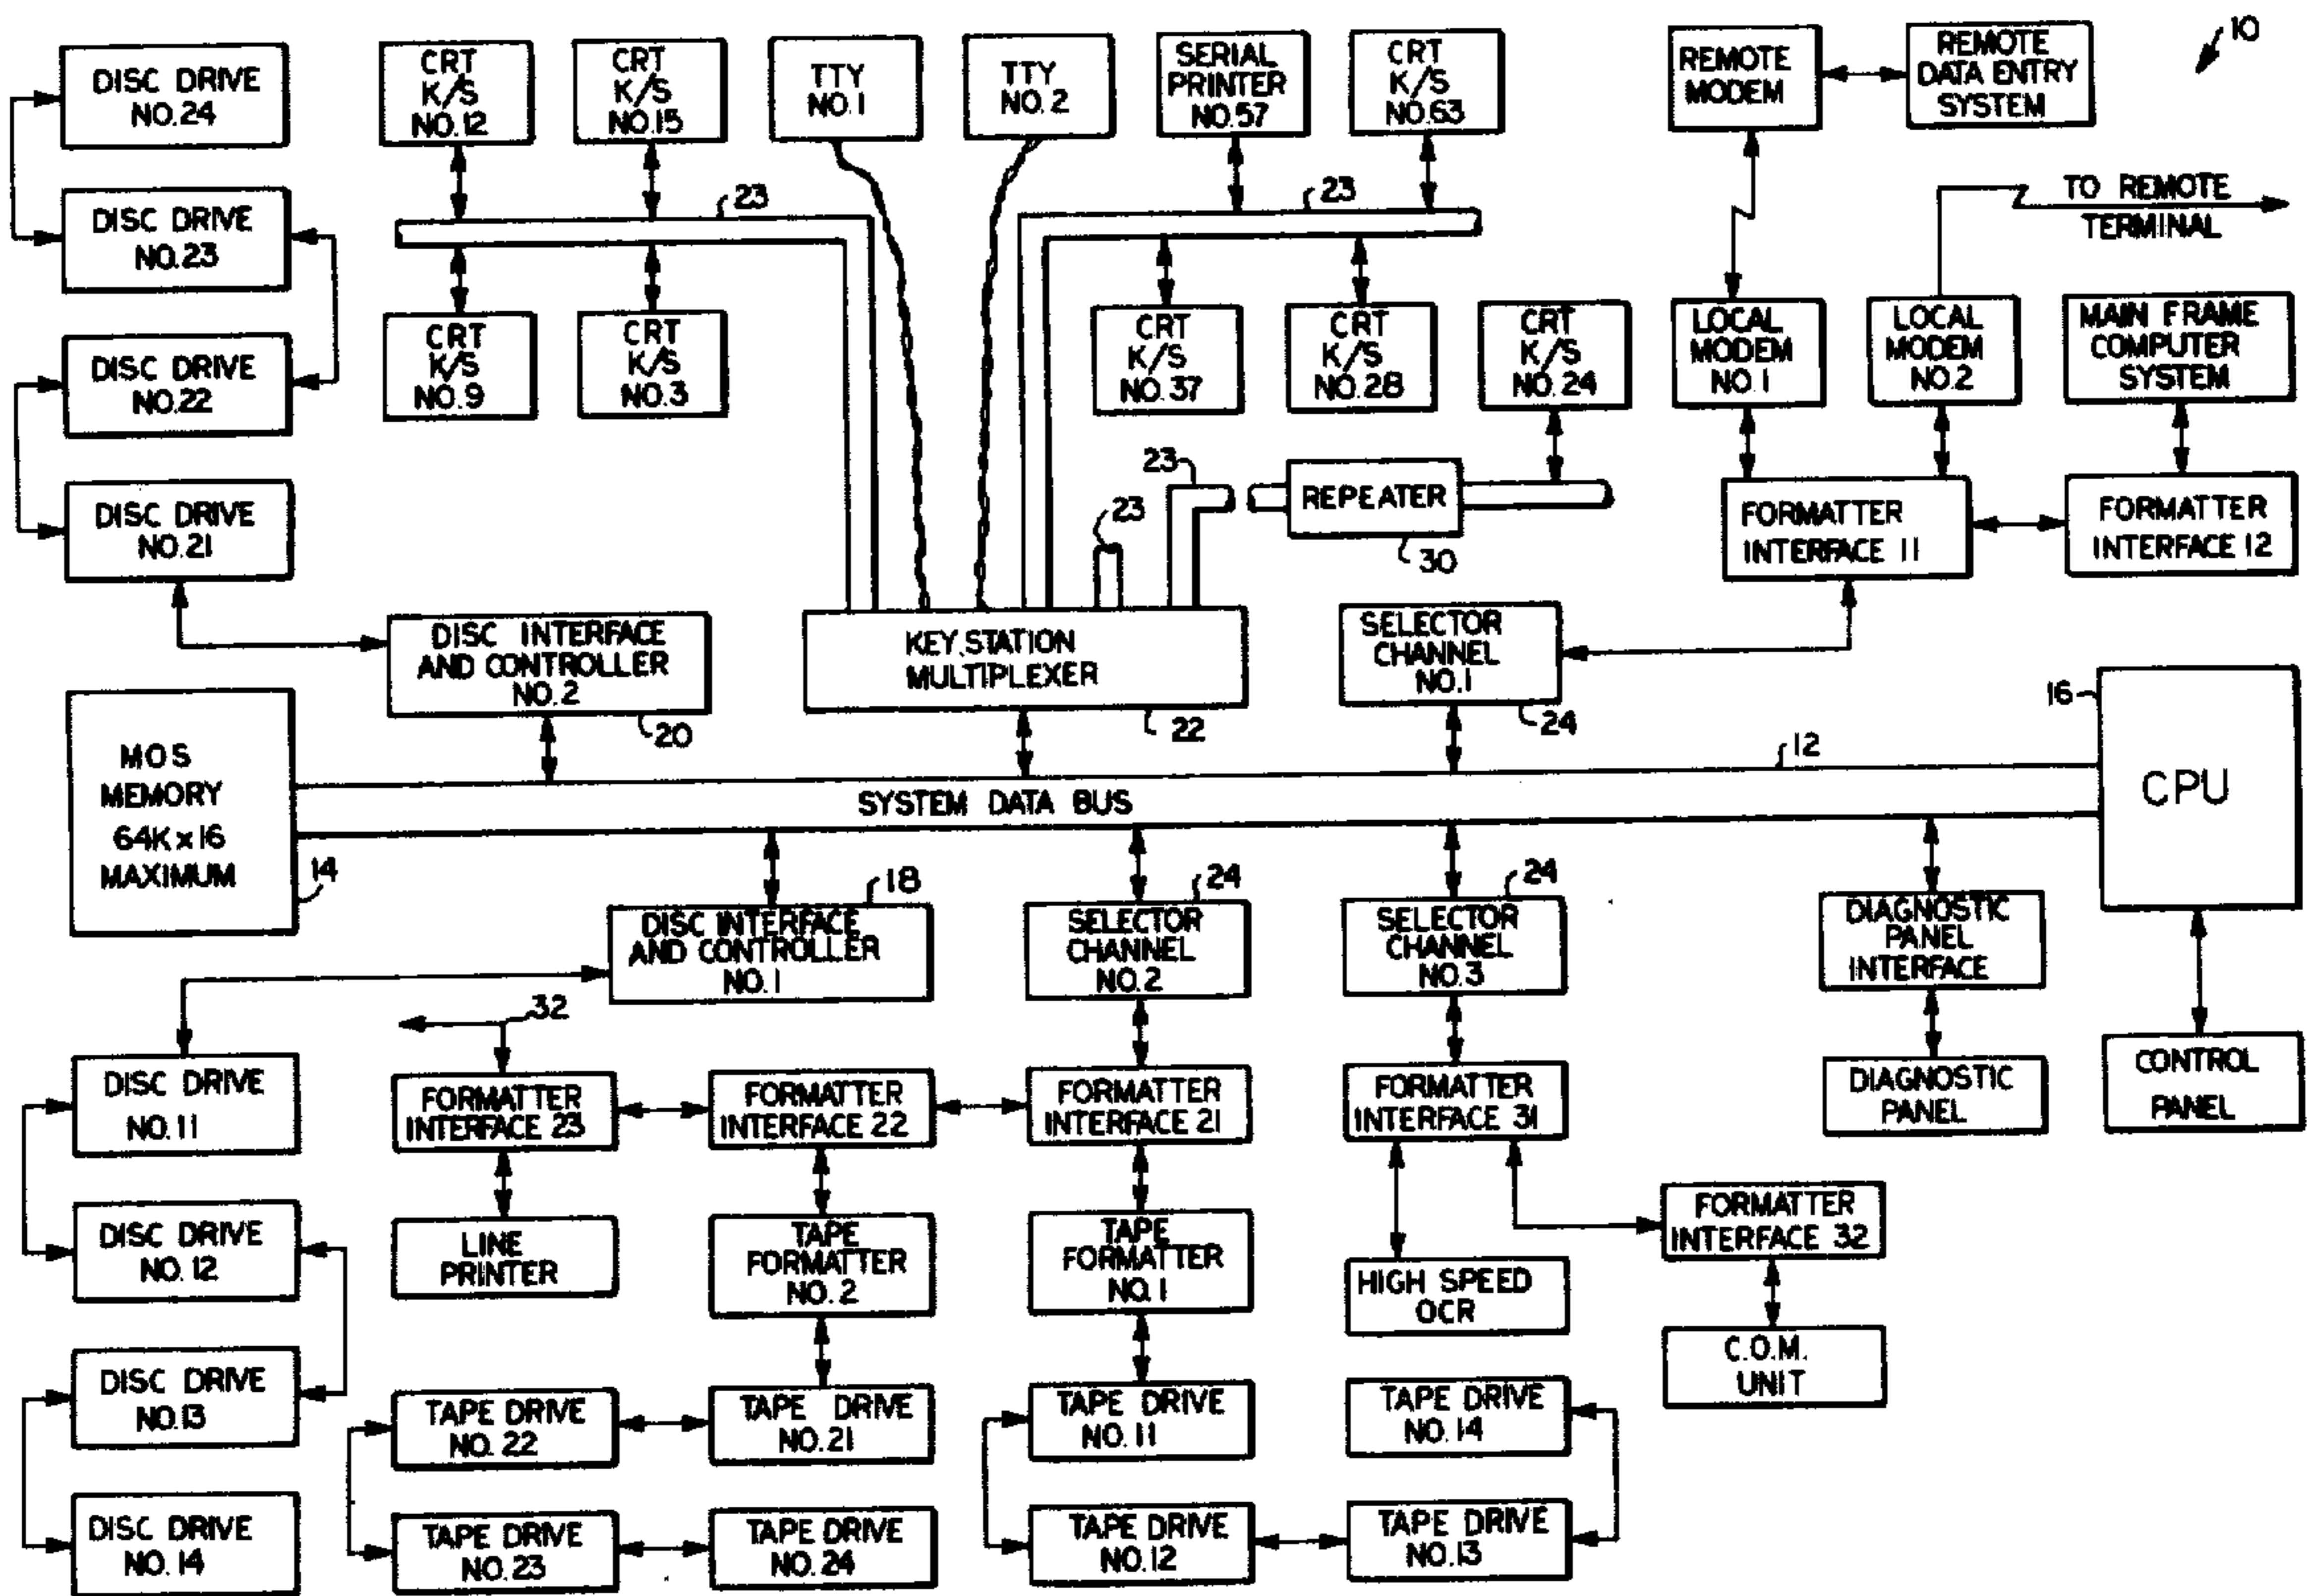 10
DISC DRIVE
NO.24
CRT
K/S
NO.12
CRT
K/S
NO.15
TTY
NO.1
TTY
NO.2
SERIAL
PRINTER
NO.57
CRT
K/S
NO.63
REMOTE
MODEM
REMOTE
DATA ENTRY
SYSTEM
DISC DRIVE
NO.23
23
23
TO REMOTE
TERMINAL
DISC DRIVE
NO.22
CRT
K/S
NO.9
CRT
K/S
NO.3
CRT
K/S
NO.37
CRT
K/S
NO.28
CRT
K/S
NO.24
LOCAL
MODEM
NO.1
LOCAL
MODEM
NO.2
MAIN FRAME
COMPUTER
SYSTEM
DISC DRIVE
NO.21
23
23
REPEATER
30
FORMATTER
INTERFACE 11
FORMATTER
INTERFACE 12
DISC INTERFACE
AND CONTROLLER
NO.2
20
KEY.STATION
MULTIPLEXER
22
SELECTOR
CHANNEL
NO.1
24
MOS
MEMORY
64K x 16
MAXIMUM
14
12
SYSTEM DATA BUS
16
CPU
18
DISC INTERFACE
AND CONTROLLER
NO.1
24
SELECTOR
CHANNEL
NO.2
24
SELECTOR
CHANNEL
NO.3
DIAGNOSTIC
PANEL
INTERFACE
32
DISC DRIVE
NO.11
FORMATTER
INTERFACE 23
FORMATTER
INTERFACE 22
FORMATTER
INTERFACE 21
FORMATTER
INTERFACE 31
DIAGNOSTIC
PANEL
CONTROL
PANEL
DISC DRIVE
NO.12
LINE
PRINTER
TAPE
FORMATTER
NO.2
TAPE
FORMATTER
NO.1
HIGH SPEED
OCR
FORMATTER
INTERFACE 32
DISC DRIVE
NO.13
TAPE DRIVE
NO.22
TAPE DRIVE
NO.21
TAPE DRIVE
NO.11
TAPE DRIVE
NO.14
C.O.M.
UNIT
DISC DRIVE
NO.14
TAPE DRIVE
NO.23
TAPE DRIVE
NO.24
TAPE DRIVE
NO.12
TAPE DRIVE
NO.13